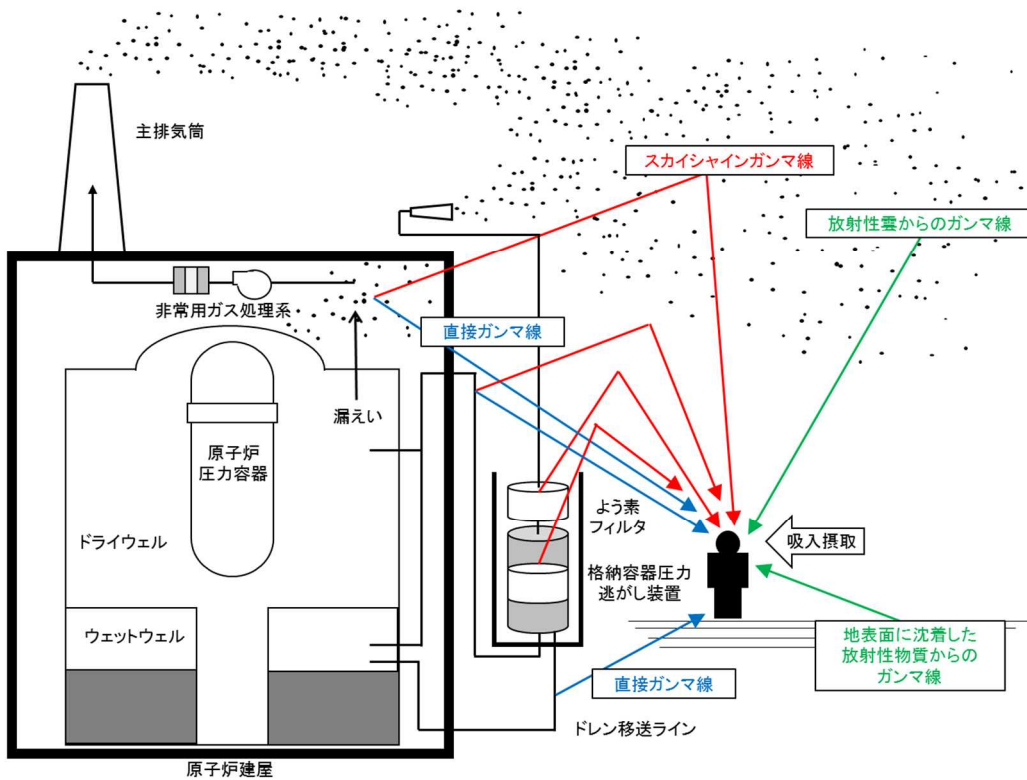 主排気筒
スカイシャインガンマ線
放射性雲からのガンマ線
非常用ガス処理系
直接ガンマ線
漏えい
原子炉
圧力容器
よう素
フィルタ
吸入摂取
ドライウェル
格納容器圧力
逃がし装置
ウェットウェル
地表面に沈着した
放射性物質からの
ガンマ線
直接ガンマ線
ドレン移送ライン
原子炉建屋